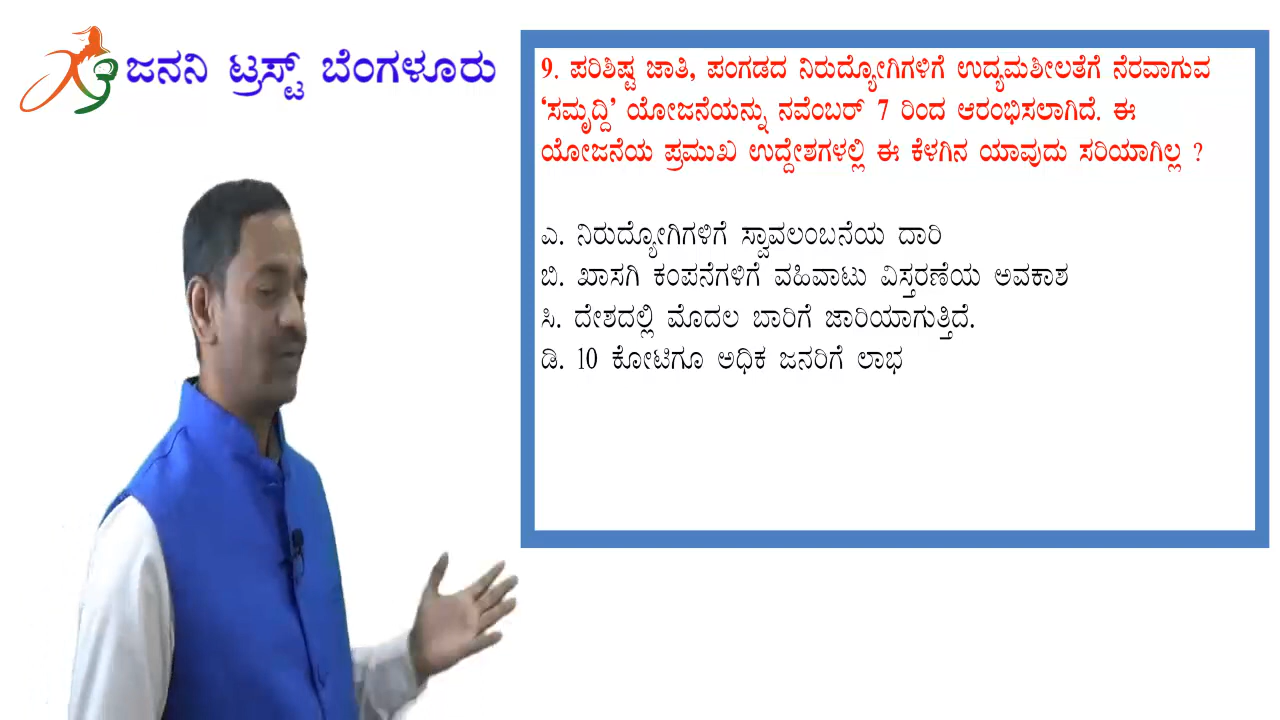 ಜನನಿ ಟ್ರಸ್ಟ್ ಬೆಂಗಳೂರು
9. ಪರಿಶಿಷ್ಟ ಜಾತಿ, ಪಂಗಡದ ನಿರುದ್ಯೋಗಿಗಳಿಗೆ ಉದ್ಯಮಶೀಲತೆಗೆ ನೆರವಾಗುವ
‘ಸಮೃದ್ದಿ’ ಯೋಜನೆಯನ್ನು ನವೆಂಬರ್ 7 ರಿಂದ ಆರಂಭಿಸಲಾಗಿದೆ. ಈ
ಯೋಜನೆಯ ಪ್ರಮುಖ ಉದ್ದೇಶಗಳಲ್ಲಿ ಈ ಕೆಳಗಿನ ಯಾವುದು ಸರಿಯಾಗಿಲ್ಲ ?
ಎ. ನಿರುದ್ಯೋಗಿಗಳಿಗೆ ಸ್ವಾವಲಂಬನೆಯ ದಾರಿ
ಬಿ. ಖಾಸಗಿ ಕಂಪನೆಗಳಿಗೆ ವಹಿವಾಟು ವಿಸ್ತರಣೆಯ ಅವಕಾಶ
ಸಿ. ದೇಶದಲ್ಲಿ ಮೊದಲ ಬಾರಿಗೆ ಜಾರಿಯಾಗುತ್ತಿದೆ.
ಡಿ. 10 ಕೋಟಿಗೂ ಅಧಿಕ ಜನರಿಗೆ ಲಾಭ